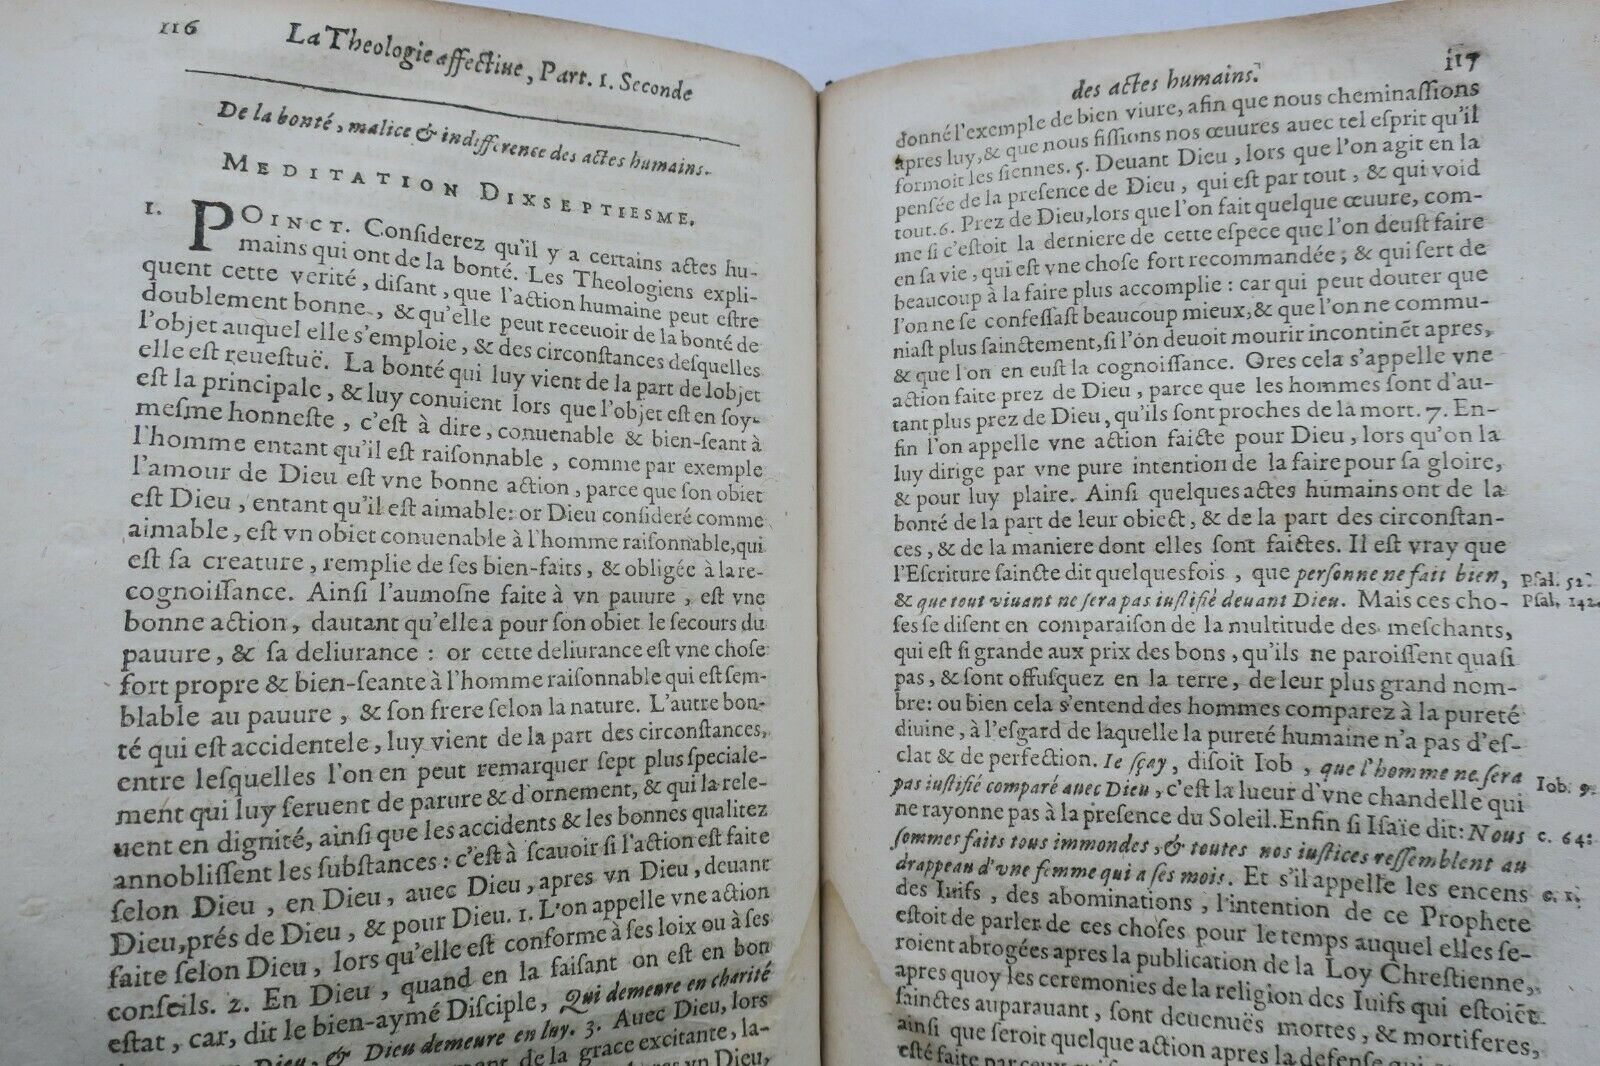 116 La Theologie affectiue, Part. 1. Seconde
De la bonté, malice & indifference des actes humains.
MEDITATION DIXSEPTIESME.
1. POINCT. Conſiderez qu'il y a certains actes hu-
mains qui ont de la bonté. Les Theologiens expli-
quent cette verité, diſant, que l'action humaine peut eſtre
doublement bonne, & qu'elle peut receuoir de la bonté de
l'objet auquel elle s'emploie, & des circonſtances deſquelles
elle eſt reueſtuë. La bonté qui luy vient de la part de lobjet
eſt la principale, & luy conuient lors que l'objet eſt en ſoy-
meſme honneſte, c'eſt à dire, conuenable & bien-ſeant à
l'homme entant qu'il eſt raiſonnable, comme par exemple
l'amour de Dieu eſt vne bonne action, parce que ſon obiet
eſt Dieu, entant qu'il eſt aimable: or Dieu conſideré comme
aimable, eſt vn obiet conuenable à l'homme raiſonnable, qui
eſt ſa creature, remplie de ſes bien-faits, & obligée à la re-
cognoiſſance. Ainſi l'aumoſne faite à vn pauure, eſt vne
bonne action, dautant qu'elle a pour ſon obiet le ſecours du
pauure, & ſa deliurance: or cette deliurance eſt vne choſe
fort propre & bien-ſeante à l'homme raiſonnable qui eſt ſem-
blable au pauure, & ſon frere ſelon la nature. L'autre bon-
té qui eſt accidentele, luy vient de la part des circonſtances,
entre leſquelles l'on en peut remarquer ſept plus ſpeciale-
ment qui luy ſeruent de parure & d'ornement, & qui la rele-
uent en dignité, ainſi que les accidents & les bonnes qualitez
annobliſſent les ſubſtances: c'eſt à ſcauoir ſi l'action eſt faite
ſelon Dieu, en Dieu, auec Dieu, apres vn Dieu, deuant
Dieu, prés de Dieu, & pour Dieu. 1. L'on appelle vne action
faite ſelon Dieu, lors qu'elle eſt conforme à ſes loix ou à ſes
conſeils. 2. En Dieu, quand en la faiſant on eſt en bon
eſtat, car, dit le bien-aymé Diſciple, Qui demeure en charité
Dieu, & Dieu demeure en luy. 3. Auec Dieu, lors
de la grace excitante, la-
vn Dieu,
des actes humains. 117
donné l'exemple de bien viure, afin que nous cheminaſſions
apres luy, & que nous fiſſions nos œuures auec tel eſprit qu'il
formoit les ſiennes. 5. Deuant Dieu, lors que l'on agit en la
penſée de la preſence de Dieu, qui eſt par tout, & qui void
tout. 6. Prez de Dieu, lors que l'on fait quelque œuure, com-
me ſi c'eſtoit la derniere de cette eſpece que l'on deuſt faire
en ſa vie, qui eſt vne choſe fort recommandée; & qui ſert de
beaucoup à la faire plus accomplie: car qui peut douter que
l'on ne ſe confeſſaſt beaucoup mieux, & que l'on ne commu-
niaſt plus ſainctement, ſi l'on deuoit mourir incontinẽt apres,
& que l'on en euſt la cognoiſſance. Ores cela s'appelle vne
action faite prez de Dieu, parce que les hommes ſont d'au-
tant plus prez de Dieu, qu'ils ſont proches de la mort. 7. En-
fin l'on appelle vne action faicte pour Dieu, lors qu'on la
luy dirige par vne pure intention de la faire pour ſa gloire,
& pour luy plaire. Ainſi quelques actes humains ont de la
bonté de la part de leur obiect, & de la part des circonſtan-
ces, & de la maniere dont elles ſont faictes. Il eſt vray que
l'Eſcriture ſaincte dit quelquesfois, que perſonne ne fait bien, Pſal. 52.
& que tout viuant ne ſera pas iuſtifié deuant Dieu. Mais ces cho- Pſal. 142.
ſes ſe diſent en comparaiſon de la multitude des meſchants,
qui eſt ſi grande aux prix des bons, qu'ils ne paroiſſent quaſi
pas, & ſont offuſquez en la terre, de leur plus grand nom-
bre: ou bien cela s'entend des hommes comparez à la pureté
diuine, à l'eſgard de laquelle la pureté humaine n'a pas d'eſ-
clat & de perfection. Ie ſçay, diſoit Iob, que l'homme ne ſera
pas iuſtifié comparé auec Dieu, c'eſt la lueur d'vne chandelle qui Iob. 9.
ne rayonne pas à la preſence du Soleil. Enfin ſi Iſaïe dit: Nous
ſommes faits tous immondes, & toutes nos iuſtices reſſemblent au c. 64:
drappeau d'vne femme qui a ſes mois. Et s'il appelle les encens
des Iuifs, des abominations, l'intention de ce Prophete c. 1.
eſtoit de parler de ces choſes pour le temps auquel elles ſe-
roient abrogées apres la publication de la Loy Chreſtienne,
apres quoy les ceremonies de la religion des Iuifs qui eſtoiẽt
ſainctes auparauant, ſont deuenuës mortes, & mortiferes,
ainſi que ſeroit quelque action apres la defenſe qui
eſté faite par ceux qui